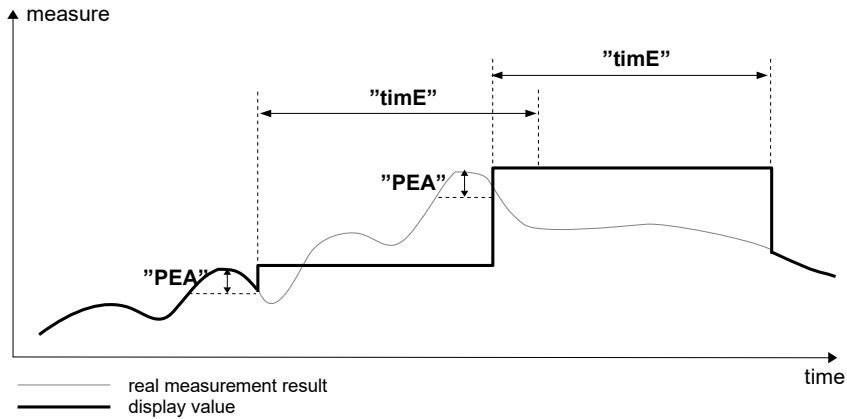 measure
”timE”
”timE”
”PEA”
”PEA”
time
real measurement result
display value